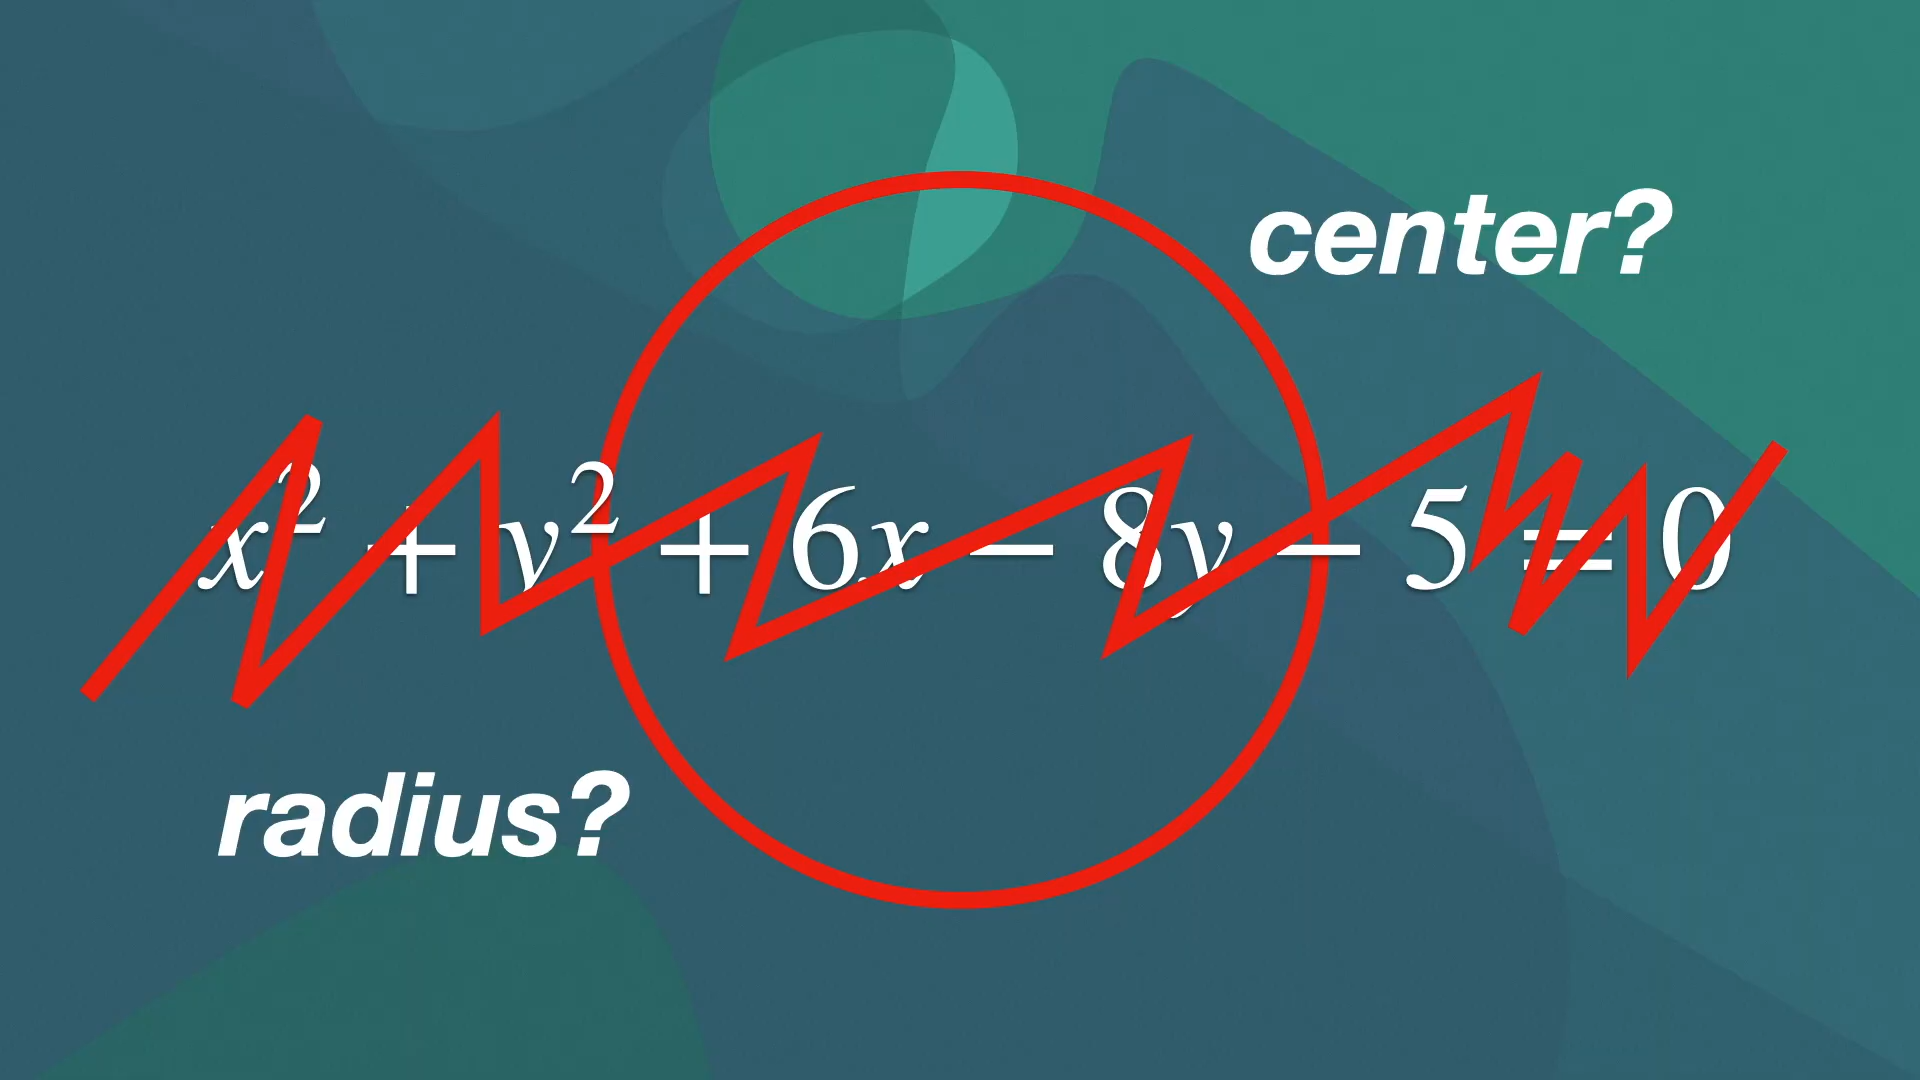 center?
x² + y² + 6x − 8y − 5 = 0
radius?